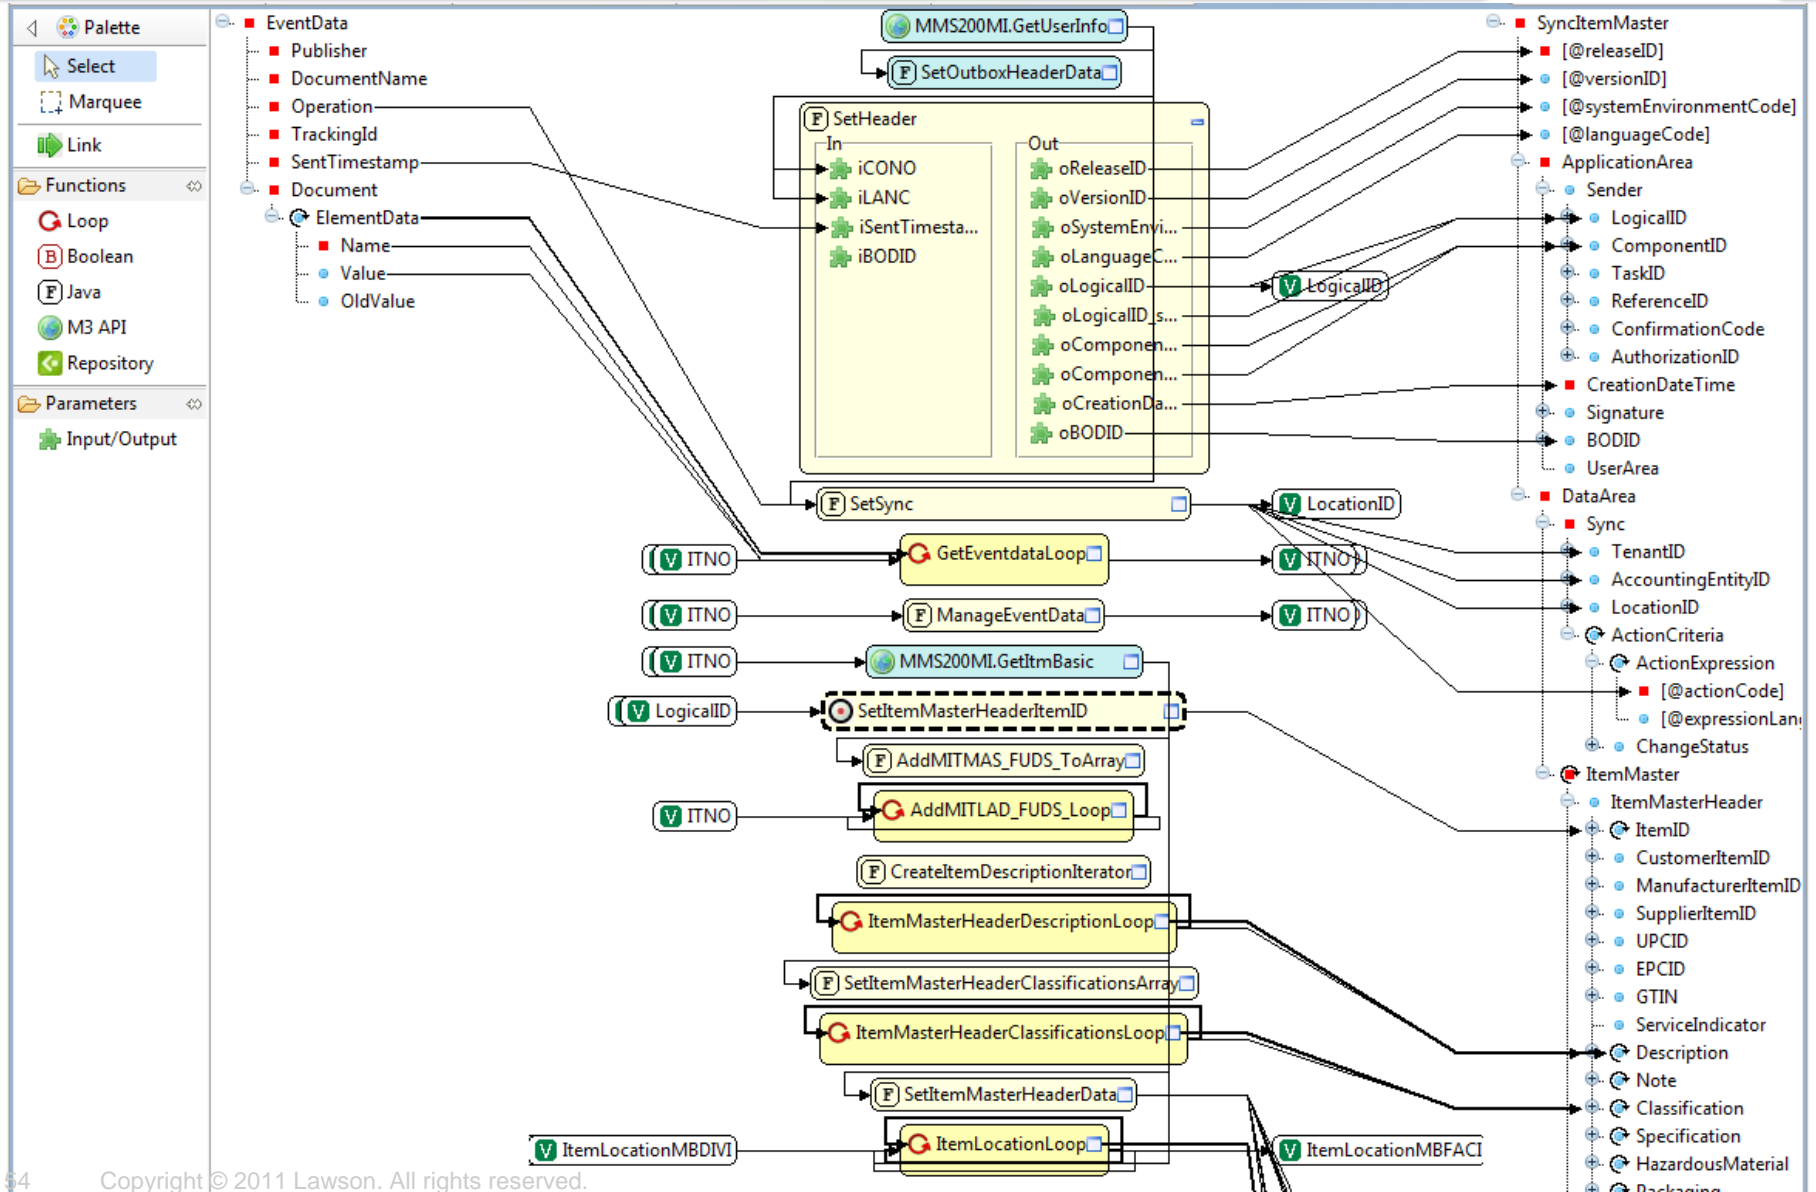 Palette
Select
Marquee
Link
Functions
Loop
Boolean
Java
M3 API
Repository
Parameters
Input/Output
EventData
Publisher
DocumentName
Operation
TrackingId
SentTimestamp
Document
ElementData
Name
Value
OldValue
MMS200MI.GetUserInfo
F SetOutboxHeaderData
F SetHeader
In
iCONO
iLANC
iSentTimesta...
iBODID
Out
oReleaseID
oVersionID
oSystemEnvi...
oLanguageC...
oLogicalID
oLogicalID_s...
oComponen...
oComponen...
oCreationDa...
oBODID
V LogicalID
F SetSync
V LocationID
V ITNO
GetEventdataLoop
V ITNO
V ITNO
F ManageEventData
V ITNO
V ITNO
MMS200MI.GetItmBasic
V LogicalID
SetItemMasterHeaderItemID
F AddMITMAS_FUDS_ToArray
V ITNO
AddMITLAD_FUDS_Loop
F CreateItemDescriptionIterator
ItemMasterHeaderDescriptionLoop
F SetItemMasterHeaderClassificationsArray
ItemMasterHeaderClassificationsLoop
F SetItemMasterHeaderData
V ItemLocationMBDIVI
ItemLocationLoop
V ItemLocationMBFACI
SyncItemMaster
[@releaseID]
[@versionID]
[@systemEnvironmentCode]
[@languageCode]
ApplicationArea
Sender
LogicalID
ComponentID
TaskID
ReferenceID
ConfirmationCode
AuthorizationID
CreationDateTime
Signature
BODID
UserArea
DataArea
Sync
TenantID
AccountingEntityID
LocationID
ActionCriteria
ActionExpression
[@actionCode]
[@expressionLan
ChangeStatus
ItemMaster
ItemMasterHeader
ItemID
CustomerItemID
ManufacturerItemID
SupplierItemID
UPCID
EPCID
GTIN
ServiceIndicator
Description
Note
Classification
Specification
HazardousMaterial
Packaging
54 Copyright © 2011 Lawson. All rights reserved.